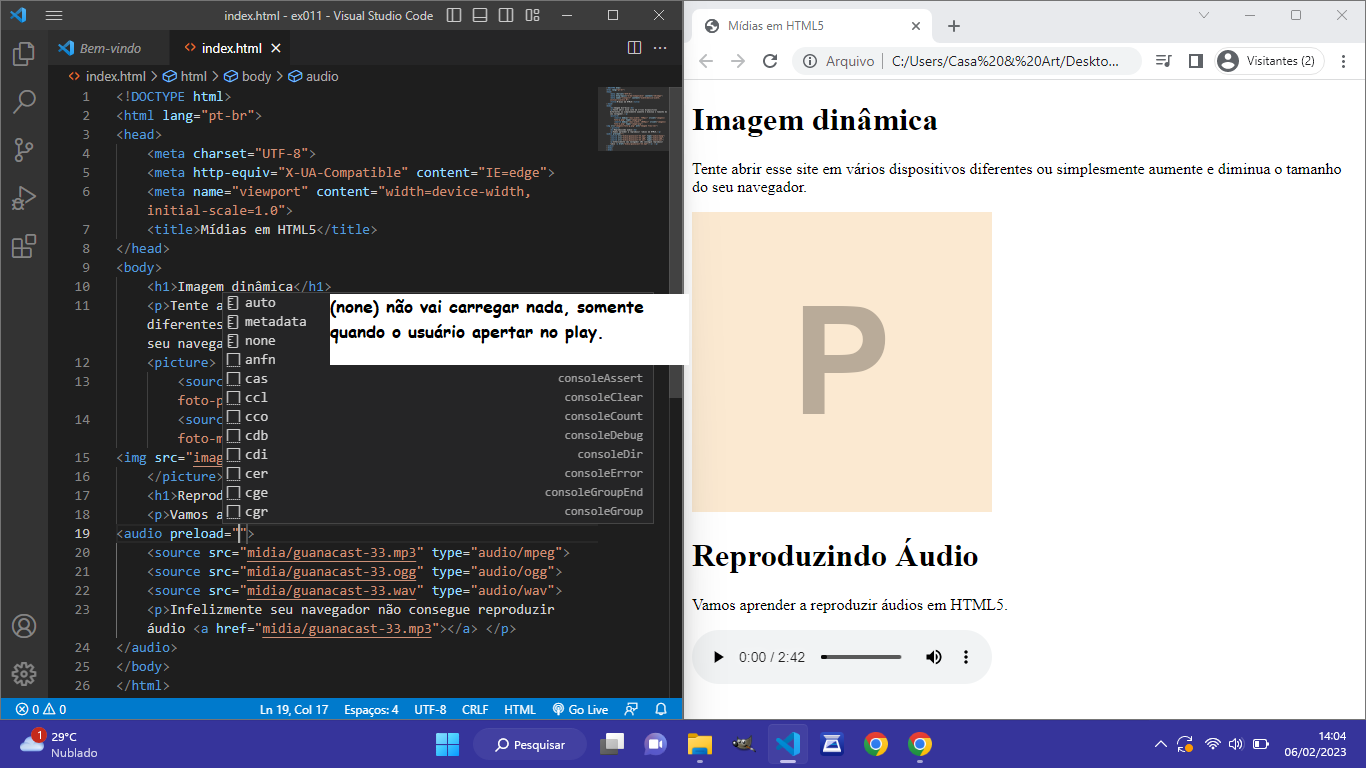 index.html - ex011 - Visual Studio Code
Bem-vindo
index.html
index.html > html > body > audio
1 <!DOCTYPE html>
2 <html lang="pt-br">
3 <head>
4 <meta charset="UTF-8">
5 <meta http-equiv="X-UA-Compatible" content="IE=edge">
6 <meta name="viewport" content="width=device-width,
initial-scale=1.0">
7 <title>Mídias em HTML5</title>
8 </head>
9 <body>
10 <h1>Imagem dinâmica</h1>
11 <p>Tente a
diferentes
seu navega
12 <picture>
13 <sourc
foto-p
14 <sourc
foto-m
15 <img src="imag
16 </picture>
17 <h1>Reprod
18 <p>Vamos a
19 <audio preload="">
20 <source src="midia/guanacast-33.mp3" type="audio/mpeg">
21 <source src="midia/guanacast-33.ogg" type="audio/ogg">
22 <source src="midia/guanacast-33.wav" type="audio/wav">
23 <p>Infelizmente seu navegador não consegue reproduzir
áudio <a href="midia/guanacast-33.mp3"></a> </p>
24 </audio>
25 </body>
26 </html>
auto
metadata
none
anfn
cas consoleAssert
ccl consoleClear
cco consoleCount
cdb consoleDebug
cdi consoleDir
cer consoleError
cge consoleGroupEnd
cgr consoleGroup
(none) não vai carregar nada, somente
quando o usuário apertar no play.
0 0 Ln 19, Col 17 Espaços: 4 UTF-8 CRLF HTML Go Live
Mídias em HTML5
Arquivo | C:/Users/Casa%20&%20Art/Deskto...
Visitantes (2)
Imagem dinâmica
Tente abrir esse site em vários dispositivos diferentes ou simplesmente aumente e diminua o tamanho
do seu navegador.
P
Reproduzindo Áudio
Vamos aprender a reproduzir áudios em HTML5.
0:00 / 2:42
1
29°C
Nublado
Pesquisar
14:04
06/02/2023